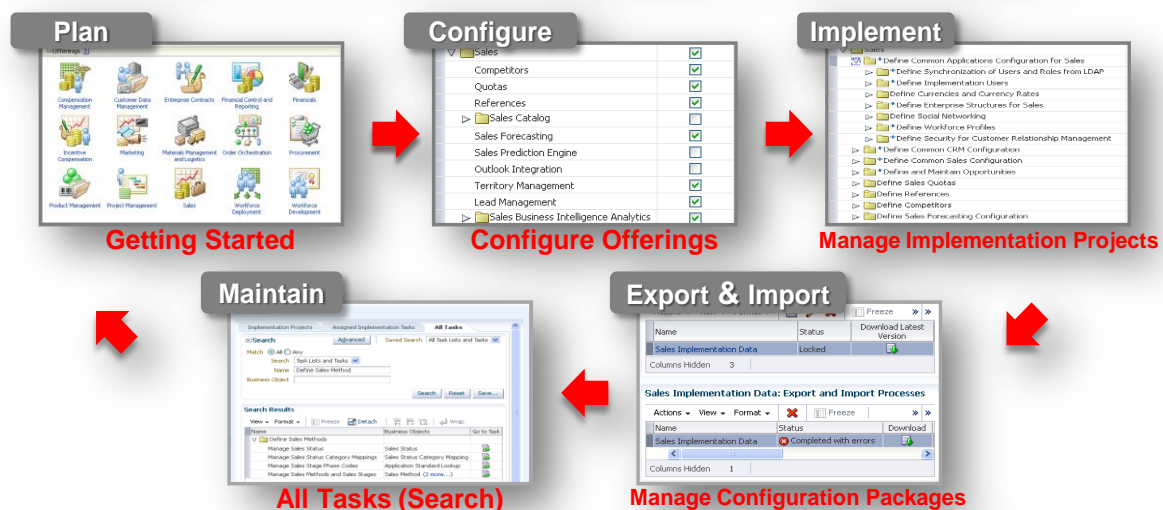 Plan
Offerings
Compensation Management
Customer Data Management
Enterprise Contracts
Financial Control and Reporting
Financials
Incentive Compensation
Marketing
Materials Management and Logistics
Order Orchestration
Procurement
Product Management
Project Management
Sales
Workforce Deployment
Workforce Development
Getting Started
Configure
Sales
Competitors
Quotas
References
Sales Catalog
Sales Forecasting
Sales Prediction Engine
Outlook Integration
Territory Management
Lead Management
Sales Business Intelligence Analytics
Configure Offerings
Implement
Sales
*Define Common Applications Configuration for Sales
*Define Synchronization of Users and Roles from LDAP
*Define Implementation Users
Define Currencies and Currency Rates
*Define Enterprise Structures for Sales
Define Social Networking
*Define Workforce Profiles
*Define Security for Customer Relationship Management
*Define Common CRM Configuration
*Define Common Sales Configuration
*Define and Maintain Opportunities
Define Sales Quotas
Define References
Define Competitors
Define Sales Forecasting Configuration
Manage Implementation Projects
Maintain
Implementation Projects Assigned Implementation Tasks All Tasks
Search Advanced Saved Search All Task Lists and Tasks
Match All Any
Search Task Lists and Tasks
Name Define Sales Method
Business Object
Search Reset Save...
Search Results
View Format Freeze Detach Wrap
Name Business Objects Go to Task
Define Sales Methods
Manage Sales Status Sales Status
Manage Sales Status Category Mappings Sales Status Category Mapping
Manage Sales Stage Phase Codes Application Standard Lookup
Manage Sales Methods and Sales Stages Sales Method (2 more...)
All Tasks (Search)
Export & Import
Freeze » »
Name Status Download Latest Version
Sales Implementation Data Locked
Columns Hidden 3
Sales Implementation Data: Export and Import Processes
Actions View Format Freeze » »
Name Status Download
Sales Implementation Data Completed with errors
Columns Hidden 1
Manage Configuration Packages